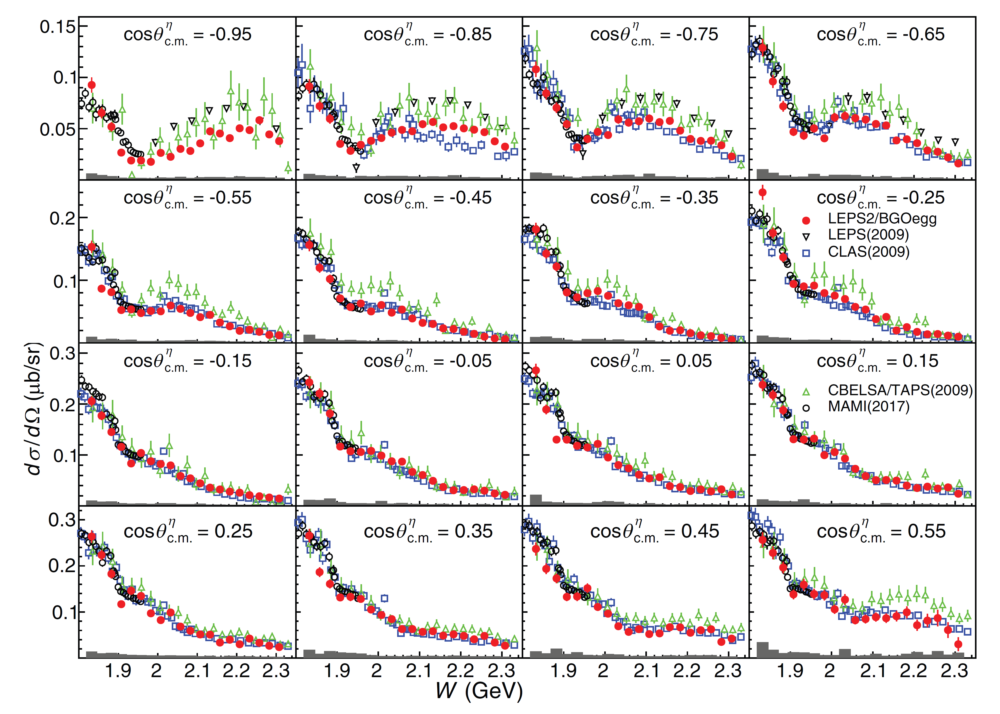 0.15
0.1
0.05
cosθ^η_c.m. = -0.95
cosθ^η_c.m. = -0.85
cosθ^η_c.m. = -0.75
cosθ^η_c.m. = -0.65
0.2
0.1
cosθ^η_c.m. = -0.55
cosθ^η_c.m. = -0.45
cosθ^η_c.m. = -0.35
cosθ^η_c.m. = -0.25
LEPS2/BGOegg
LEPS(2009)
CLAS(2009)
0.3
0.2
0.1
cosθ^η_c.m. = -0.15
cosθ^η_c.m. = -0.05
cosθ^η_c.m. = 0.05
cosθ^η_c.m. = 0.15
CBELSA/TAPS(2009)
MAMI(2017)
dσ/dΩ (μb/sr)
0.3
0.2
0.1
cosθ^η_c.m. = 0.25
cosθ^η_c.m. = 0.35
cosθ^η_c.m. = 0.45
cosθ^η_c.m. = 0.55
1.9 2 2.1 2.2 2.3 1.9 2 2.1 2.2 2.3 1.9 2 2.1 2.2 2.3 1.9 2 2.1 2.2 2.3
W (GeV)